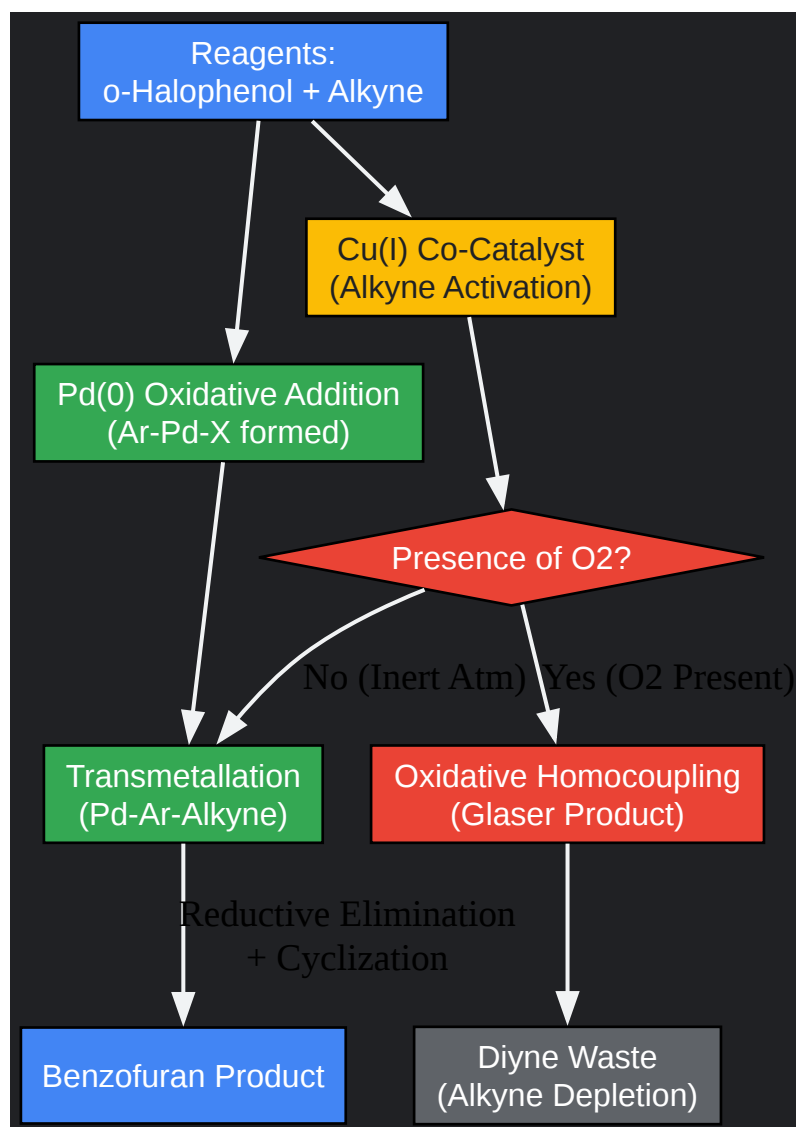 Reagents:
o-Halophenol + Alkyne
Cu(I) Co-Catalyst
(Alkyne Activation)
Pd(0) Oxidative Addition
(Ar-Pd-X formed)
Presence of O2?
No (Inert Atm)
Yes (O2 Present)
Transmetallation
(Pd-Ar-Alkyne)
Oxidative Homocoupling
(Glaser Product)
Reductive Elimination
+ Cyclization
Benzofuran Product
Diyne Waste
(Alkyne Depletion)